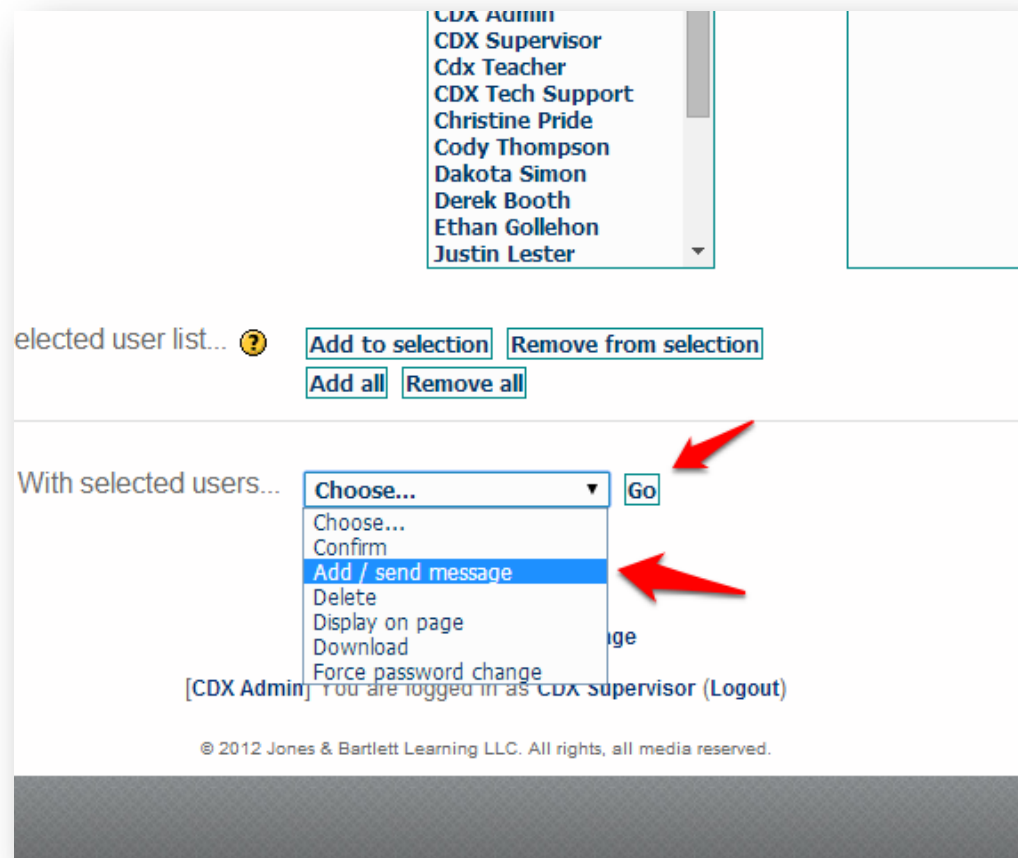 CDX Admin
CDX Supervisor
Cdx Teacher
CDX Tech Support
Christine Pride
Cody Thompson
Dakota Simon
Derek Booth
Ethan Gollehon
Justin Lester
elected user list... ?
Add to selection Remove from selection
Add all Remove all
With selected users... Choose... Go
Choose...
Confirm
Add / send message
Delete
Display on page
Download
Force password change
[CDX Admin] You are logged in as CDX Supervisor (Logout)
© 2012 Jones & Bartlett Learning LLC. All rights, all media reserved.